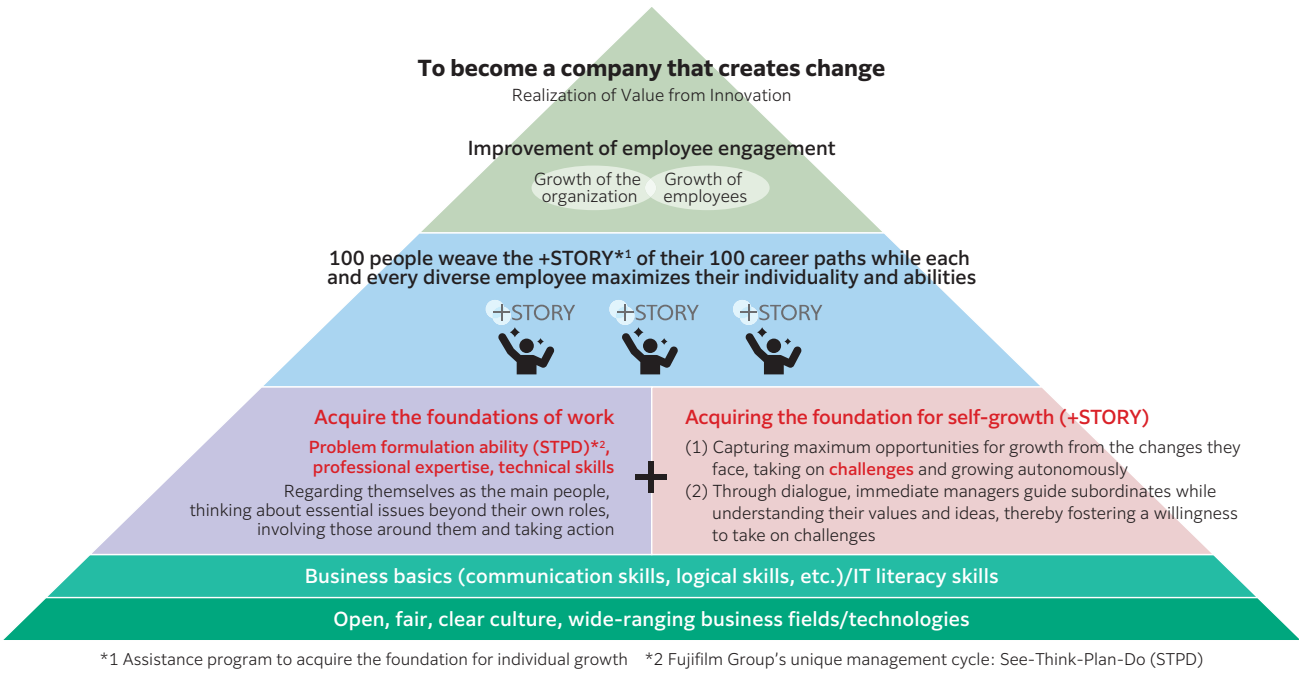 To become a company that creates change
Realization of Value from Innovation
Improvement of employee engagement
Growth of the
organization
Growth of
employees
100 people weave the +STORY*1 of their 100 career paths while each
and every diverse employee maximizes their individuality and abilities
+STORY
+STORY
+STORY
Acquire the foundations of work
Problem formulation ability (STPD)*2,
professional expertise, technical skills
Regarding themselves as the main people,
thinking about essential issues beyond their own roles,
involving those around them and taking action
+
Acquiring the foundation for self-growth (+STORY)
(1) Capturing maximum opportunities for growth from the changes they
face, taking on challenges and growing autonomously
(2) Through dialogue, immediate managers guide subordinates while
understanding their values and ideas, thereby fostering a willingness
to take on challenges
Business basics (communication skills, logical skills, etc.)/IT literacy skills
Open, fair, clear culture, wide-ranging business fields/technologies
*1 Assistance program to acquire the foundation for individual growth *2 Fujifilm Group's unique management cycle: See-Think-Plan-Do (STPD)